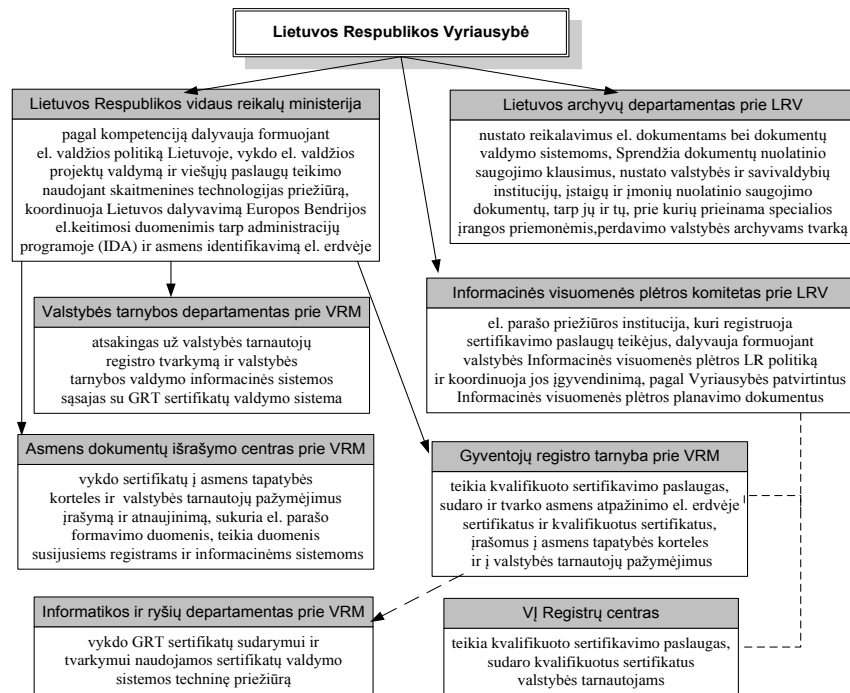 Lietuvos Respublikos Vyriausybė
Lietuvos Respublikos vidaus reikalų ministerija
pagal kompetenciją dalyvauja formuojant
el. valdžios politiką Lietuvoje, vykdo el. valdžios
projektų valdymą ir viešųjų paslaugų teikimo
naudojant skaitmenines technologijas priežiūrą,
koordinuoja Lietuvos dalyvavimą Europos Bendrijos
el.keitimosi duomenimis tarp administracijų
programoje (IDA) ir asmens identifikavimą el. erdvėje
Lietuvos archyvų departamentas prie LRV
nustato reikalavimus el. dokumentams bei dokumentų
valdymo sistemoms, Sprendžia dokumentų nuolatinio
saugojimo klausimus, nustato valstybės ir savivaldybių
institucijų, įstaigų ir įmonių nuolatinio saugojimo
dokumentų, tarp jų ir tų, prie kurių prieinama specialios
įrangos priemonėmis,perdavimo valstybės archyvams tvarką
Valstybės tarnybos departamentas prie VRM
atsakingas už valstybės tarnautojų
registro tvarkymą ir valstybės
tarnybos valdymo informacinės sistemos
sąsajas su GRT sertifikatų valdymo sistema
Informacinės visuomenės plėtros komitetas prie LRV
el. parašo priežiūros institucija, kuri registruoja
sertifikavimo paslaugų teikėjus, dalyvauja formuojant
valstybės Informacinės visuomenės plėtros LR politiką
ir koordinuoja jos įgyvendinimą, pagal Vyriausybės patvirtintus
Informacinės visuomenės plėtros planavimo dokumentus
Asmens dokumentų išrašymo centras prie VRM
vykdo sertifikatų į asmens tapatybės
korteles ir valstybės tarnautojų pažymėjimus
įrašymą ir atnaujinimą, sukuria el. parašo
formavimo duomenis, teikia duomenis
susijusiems registrams ir informacinėms sistemoms
Gyventojų registro tarnyba prie VRM
teikia kvalifikuoto sertifikavimo paslaugas,
sudaro ir tvarko asmens atpažinimo el. erdvėje
sertifikatus ir kvalifikuotus sertifikatus,
įrašomus į asmens tapatybės korteles
ir į valstybės tarnautojų pažymėjimus
Informatikos ir ryšių departamentas prie VRM
vykdo GRT sertifikatų sudarymui ir
tvarkymui naudojamos sertifikatų valdymo
sistemos techninę priežiūrą
VĮ Registrų centras
teikia kvalifikuoto sertifikavimo paslaugas,
sudaro kvalifikuotus sertifikatus
valstybės tarnautojams